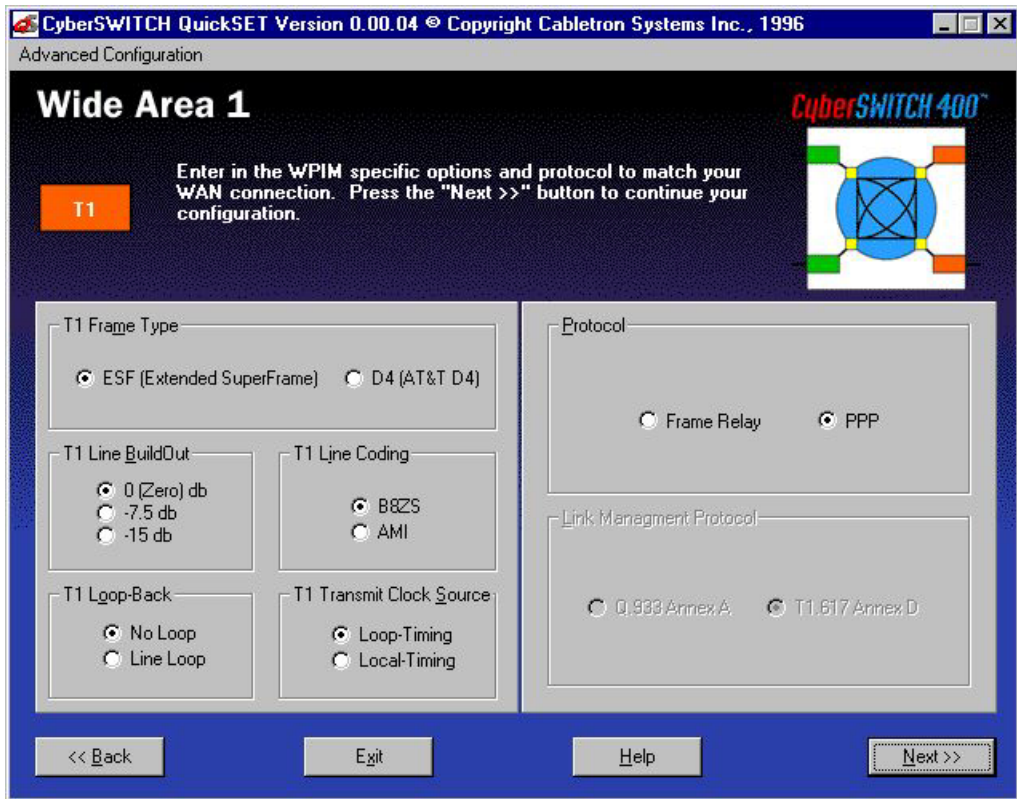 CyberSWITCH QuickSET Version 0.00.04 © Copyright Cabletron Systems Inc., 1996
Advanced Configuration
Wide Area 1
CyberSWITCH 400™
T1
Enter in the WPIM specific options and protocol to match your
WAN connection. Press the "Next >>" button to continue your
configuration.
T1 Frame Type
ESF (Extended SuperFrame) D4 (AT&T D4)
T1 Line BuildOut
0 (Zero) db
-7.5 db
-15 db
T1 Line Coding
B8ZS
AMI
T1 Loop-Back
No Loop
Line Loop
T1 Transmit Clock Source
Loop-Timing
Local-Timing
Protocol
Frame Relay PPP
Link Managment Protocol
Q.933 Annex A T1.617 Annex D
<< Back Exit Help Next >>